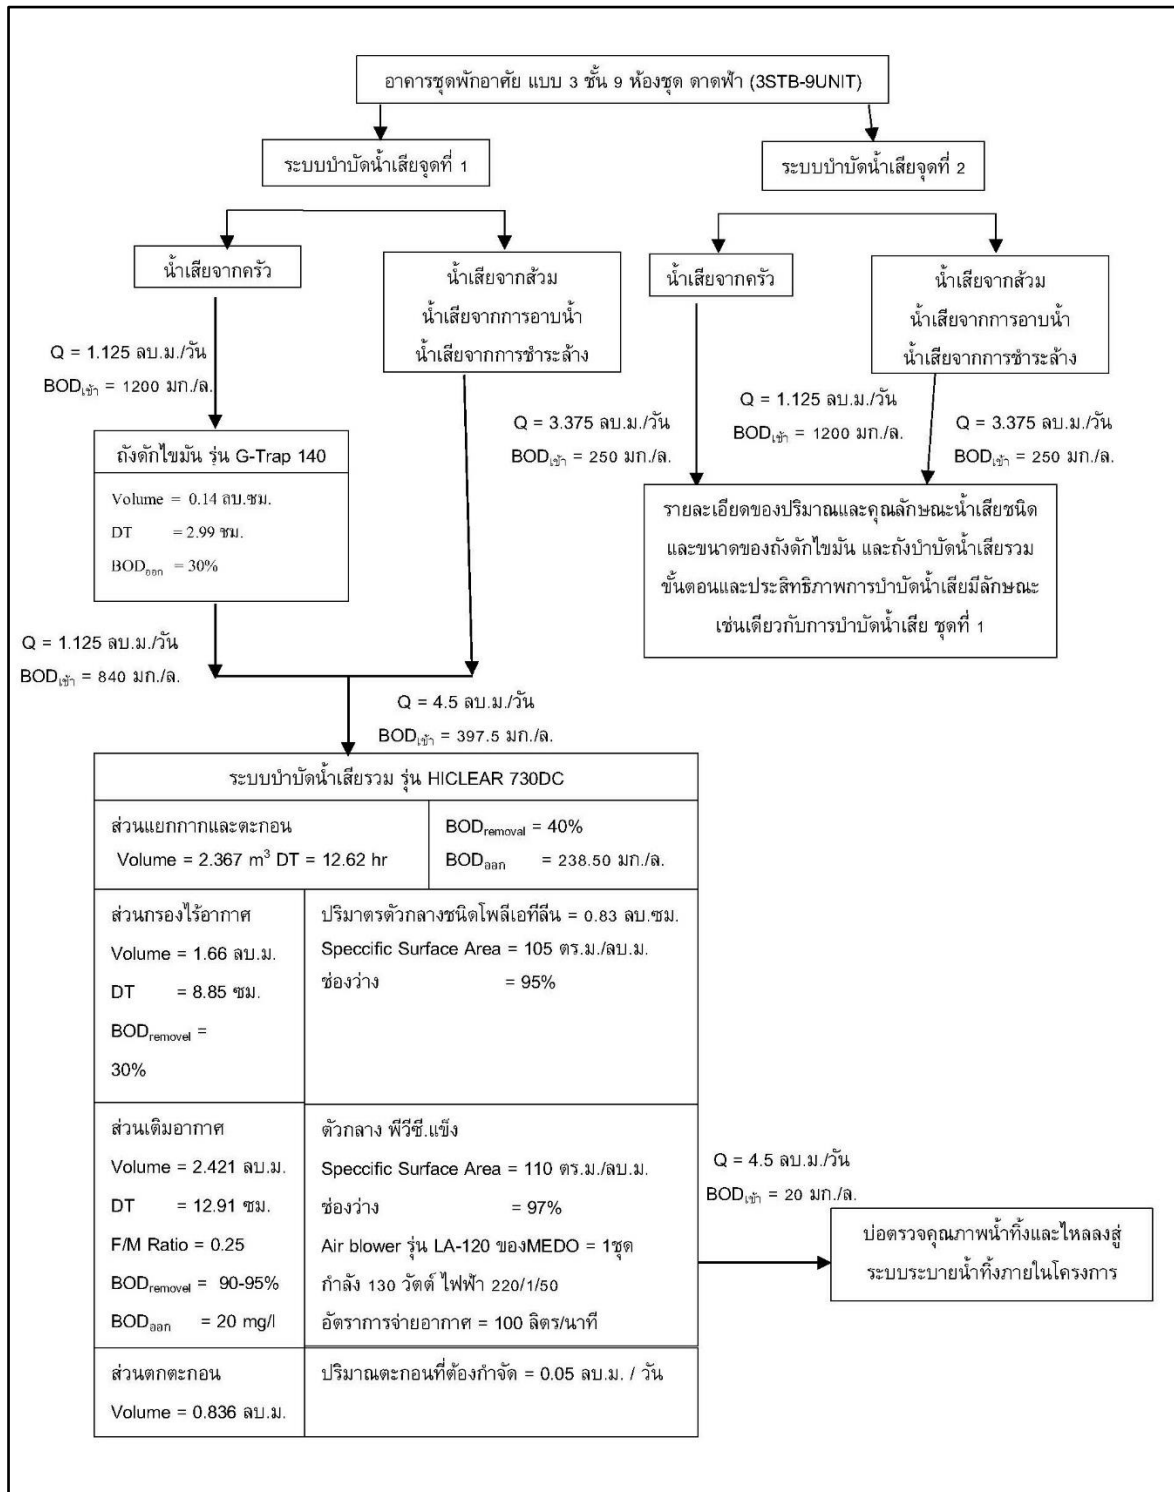 อาคารชุดพักอาศัย แบบ 3 ชั้น 9 ห้องชุด ดาดฟ้า (3STB-9UNIT)
ระบบบำบัดน้ำเสียจุดที่ 1
ระบบบำบัดน้ำเสียจุดที่ 2
น้ำเสียจากครัว
น้ำเสียจากส้วม
น้ำเสียจากการอาบน้ำ
น้ำเสียจากการชำระล้าง
น้ำเสียจากครัว
น้ำเสียจากส้วม
น้ำเสียจากการอาบน้ำ
น้ำเสียจากการชำระล้าง
Q = 1.125 ลบ.ม./วัน
BODเข้า = 1200 มก./ล.
Q = 3.375 ลบ.ม./วัน
BODเข้า = 250 มก./ล.
Q = 1.125 ลบ.ม./วัน
BODเข้า = 1200 มก./ล.
Q = 3.375 ลบ.ม./วัน
BODเข้า = 250 มก./ล.
ถังดักไขมัน รุ่น G-Trap 140
Volume = 0.14 ลบ.ซม.
DT = 2.99 ซม.
BODออก = 30%
รายละเอียดของปริมาณและคุณลักษณะน้ำเสียชนิด
และขนาดของถังดักไขมัน และถังบำบัดน้ำเสียรวม
ขั้นตอนและประสิทธิภาพการบำบัดน้ำเสียมีลักษณะ
เช่นเดียวกับการบำบัดน้ำเสีย ชุดที่ 1
Q = 1.125 ลบ.ม./วัน
BODเข้า = 840 มก./ล.
Q = 4.5 ลบ.ม./วัน
BODเข้า = 397.5 มก./ล.
ระบบบำบัดน้ำเสียรวม รุ่น HICLEAR 730DC
ส่วนแยกกากและตะกอน
Volume = 2.367 m³ DT = 12.62 hr
BODremoval = 40%
BODออก = 238.50 มก./ล.
ส่วนกรองไร้อากาศ
Volume = 1.66 ลบ.ม.
DT = 8.85 ซม.
BODremovel =
30%
ปริมาตรตัวกลางชนิดโพลีเอทีลีน = 0.83 ลบ.ซม.
Speccific Surface Area = 105 ตร.ม./ลบ.ม.
ช่องว่าง = 95%
ส่วนเติมอากาศ
Volume = 2.421 ลบ.ม.
DT = 12.91 ซม.
F/M Ratio = 0.25
BODremovel = 90-95%
BODออก = 20 mg/l
ตัวกลาง พีวีซี.แข็ง
Speccific Surface Area = 110 ตร.ม./ลบ.ม.
ช่องว่าง = 97%
Air blower รุ่น LA-120 ของMEDO = 1ชุด
กำลัง 130 วัตต์ ไฟฟ้า 220/1/50
อัตราการจ่ายอากาศ = 100 ลิตร/นาที
Q = 4.5 ลบ.ม./วัน
BODเข้า = 20 มก./ล.
บ่อตรวจคุณภาพน้ำทิ้งและไหลลงสู่
ระบบระบายน้ำทิ้งภายในโครงการ
ส่วนตกตะกอน
Volume = 0.836 ลบ.ม.
ปริมาณตะกอนที่ต้องกำจัด = 0.05 ลบ.ม. / วัน